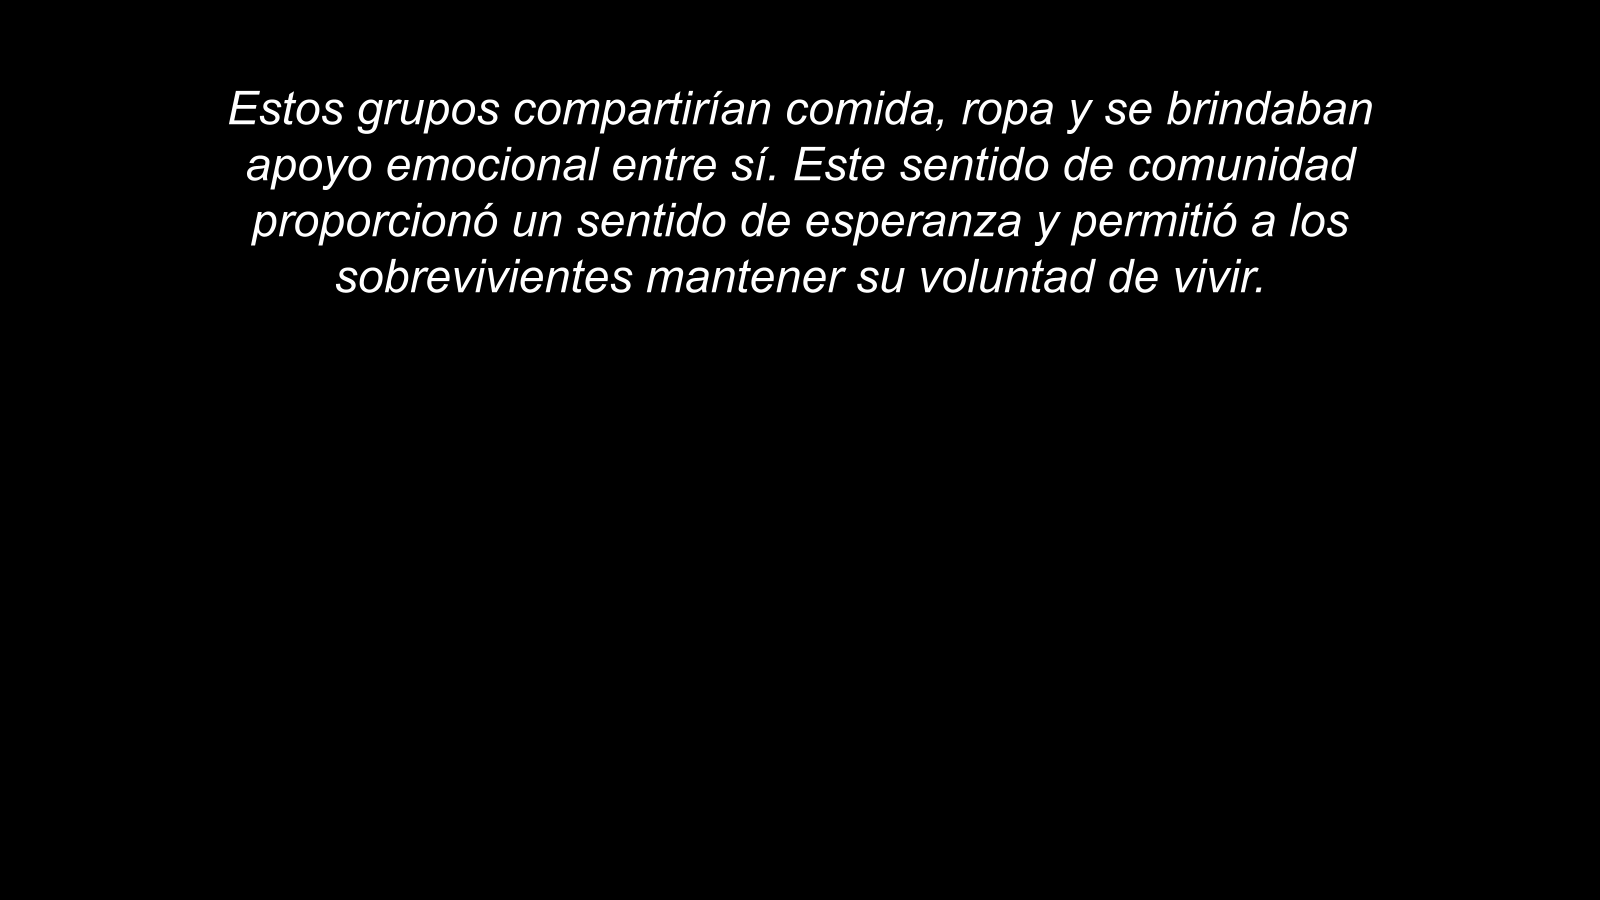 Estos grupos compartirían comida, ropa y se brindaban
apoyo emocional entre sí. Este sentido de comunidad
proporcionó un sentido de esperanza y permitió a los
sobrevivientes mantener su voluntad de vivir.